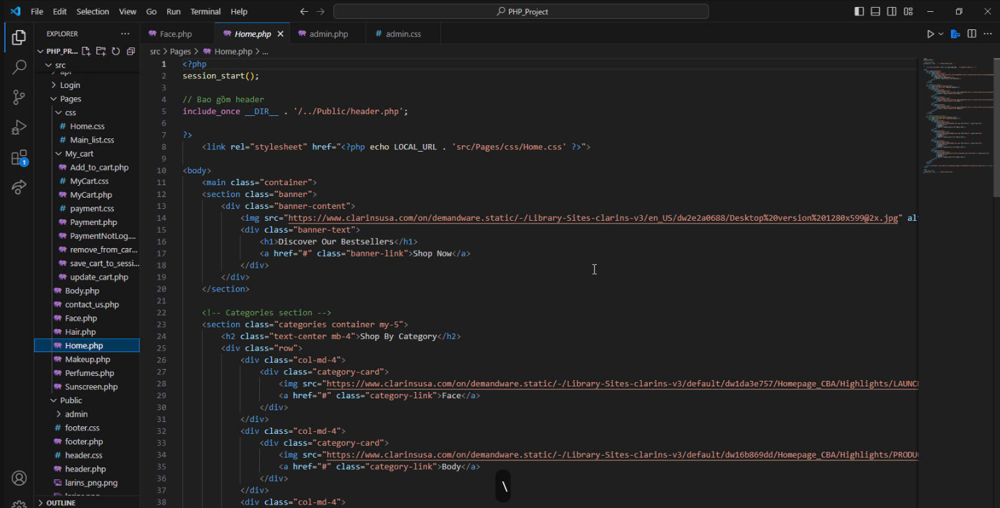 File Edit Selection View Go Run Terminal Help
PHP_Project
EXPLORER
Face.php
Home.php
admin.php
# admin.css
PHP_PR...
src > Pages > Home.php > ...
src
api
Login
Pages
css
# Home.css
# Main_list.css
My_cart
Add_to_cart.php
# MyCart.css
MyCart.php
# payment.css
Payment.php
PaymentNotLog....
remove_from_car...
save_cart_to_sessi...
update_cart.php
Body.php
contact_us.php
Face.php
Hair.php
Home.php
Makeup.php
Perfumes.php
Sunscreen.php
Public
admin
# footer.css
footer.php
# header.css
header.php
larins_png.png
OUTLINE
1
1 <?php
2 session_start();
3
4 // Bao gồm header
5 include_once __DIR__ . '/../Public/header.php';
6
7 ?>
8 <link rel="stylesheet" href="<?php echo LOCAL_URL . 'src/Pages/css/Home.css' ?>">
9
10 <body>
11 <main class="container">
12 <section class="banner">
13 <div class="banner-content">
14 <img src="https://www.clarinsusa.com/on/demandware.static/-/Library-Sites-clarins-v3/en_US/dw2e2a0688/Desktop%20version%201280x599@2x.jpg" al
15 <div class="banner-text">
16 <h1>Discover Our Bestsellers</h1>
17 <a href="#" class="banner-link">Shop Now</a>
18 </div>
19 </div>
20 </section>
21
22 <!-- Categories section -->
23 <section class="categories container my-5">
24 <h2 class="text-center mb-4">Shop By Category</h2>
25 <div class="row">
26 <div class="col-md-4">
27 <div class="category-card">
28 <img src="https://www.clarinsusa.com/on/demandware.static/-/Library-Sites-clarins-v3/default/dw1da3e757/Homepage_CBA/Highlights/LAUNC
29 <a href="#" class="category-link">Face</a>
30 </div>
31 </div>
32 <div class="col-md-4">
33 <div class="category-card">
34 <img src="https://www.clarinsusa.com/on/demandware.static/-/Library-Sites-clarins-v3/default/dw16b869dd/Homepage_CBA/Highlights/PRODU
35 <a href="#" class="category-link">Body</a>
36 </div>
37 </div>
38 <div class="col-md-4">
\